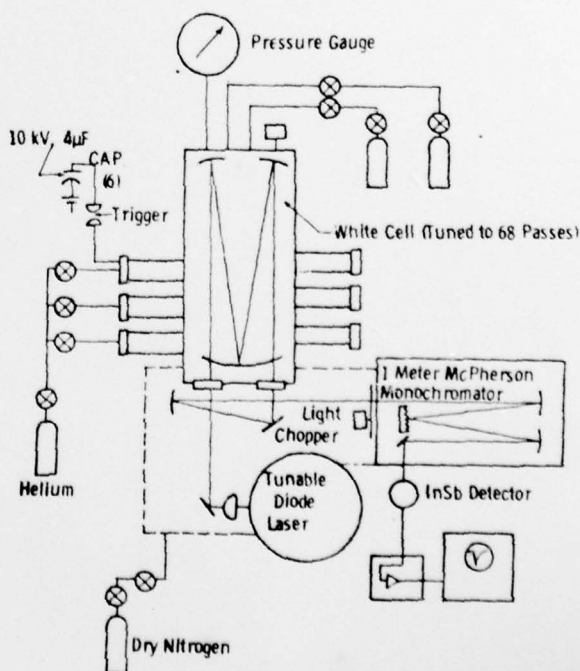 Pressure Gauge
10 kV, 4µF
CAP
(6)
Trigger
White Cell (Tuned to 68 Passes)
1 Meter McPherson
Monochromator
Light
Chopper
Tunable
Diode
Laser
InSb Detector
Helium
Dry Nitrogen